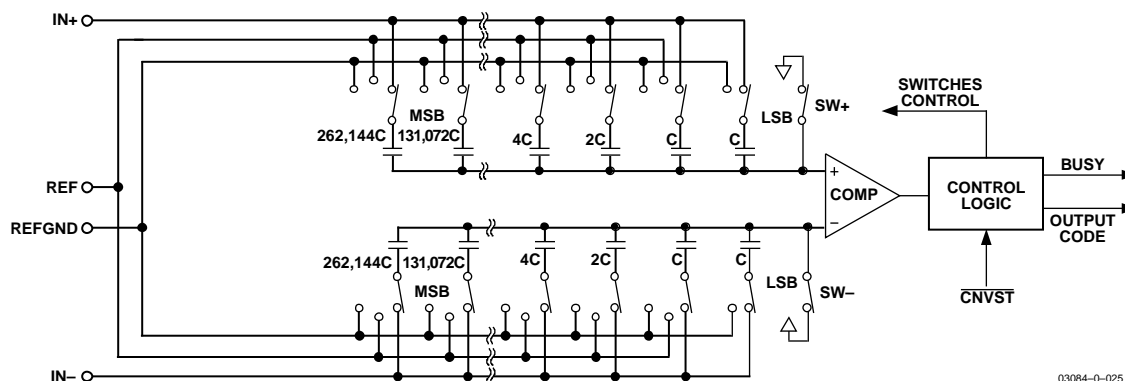 IN+
SWITCHES
CONTROL
MSB
LSB
SW+
262,144C 131,072C 4C 2C C C
BUSY
REF
+
COMP
CONTROL
LOGIC
REFGND
−
OUTPUT
CODE
262,144C 131,072C 4C 2C C C
MSB
LSB
SW–
CNVST
IN–
03084–0–025